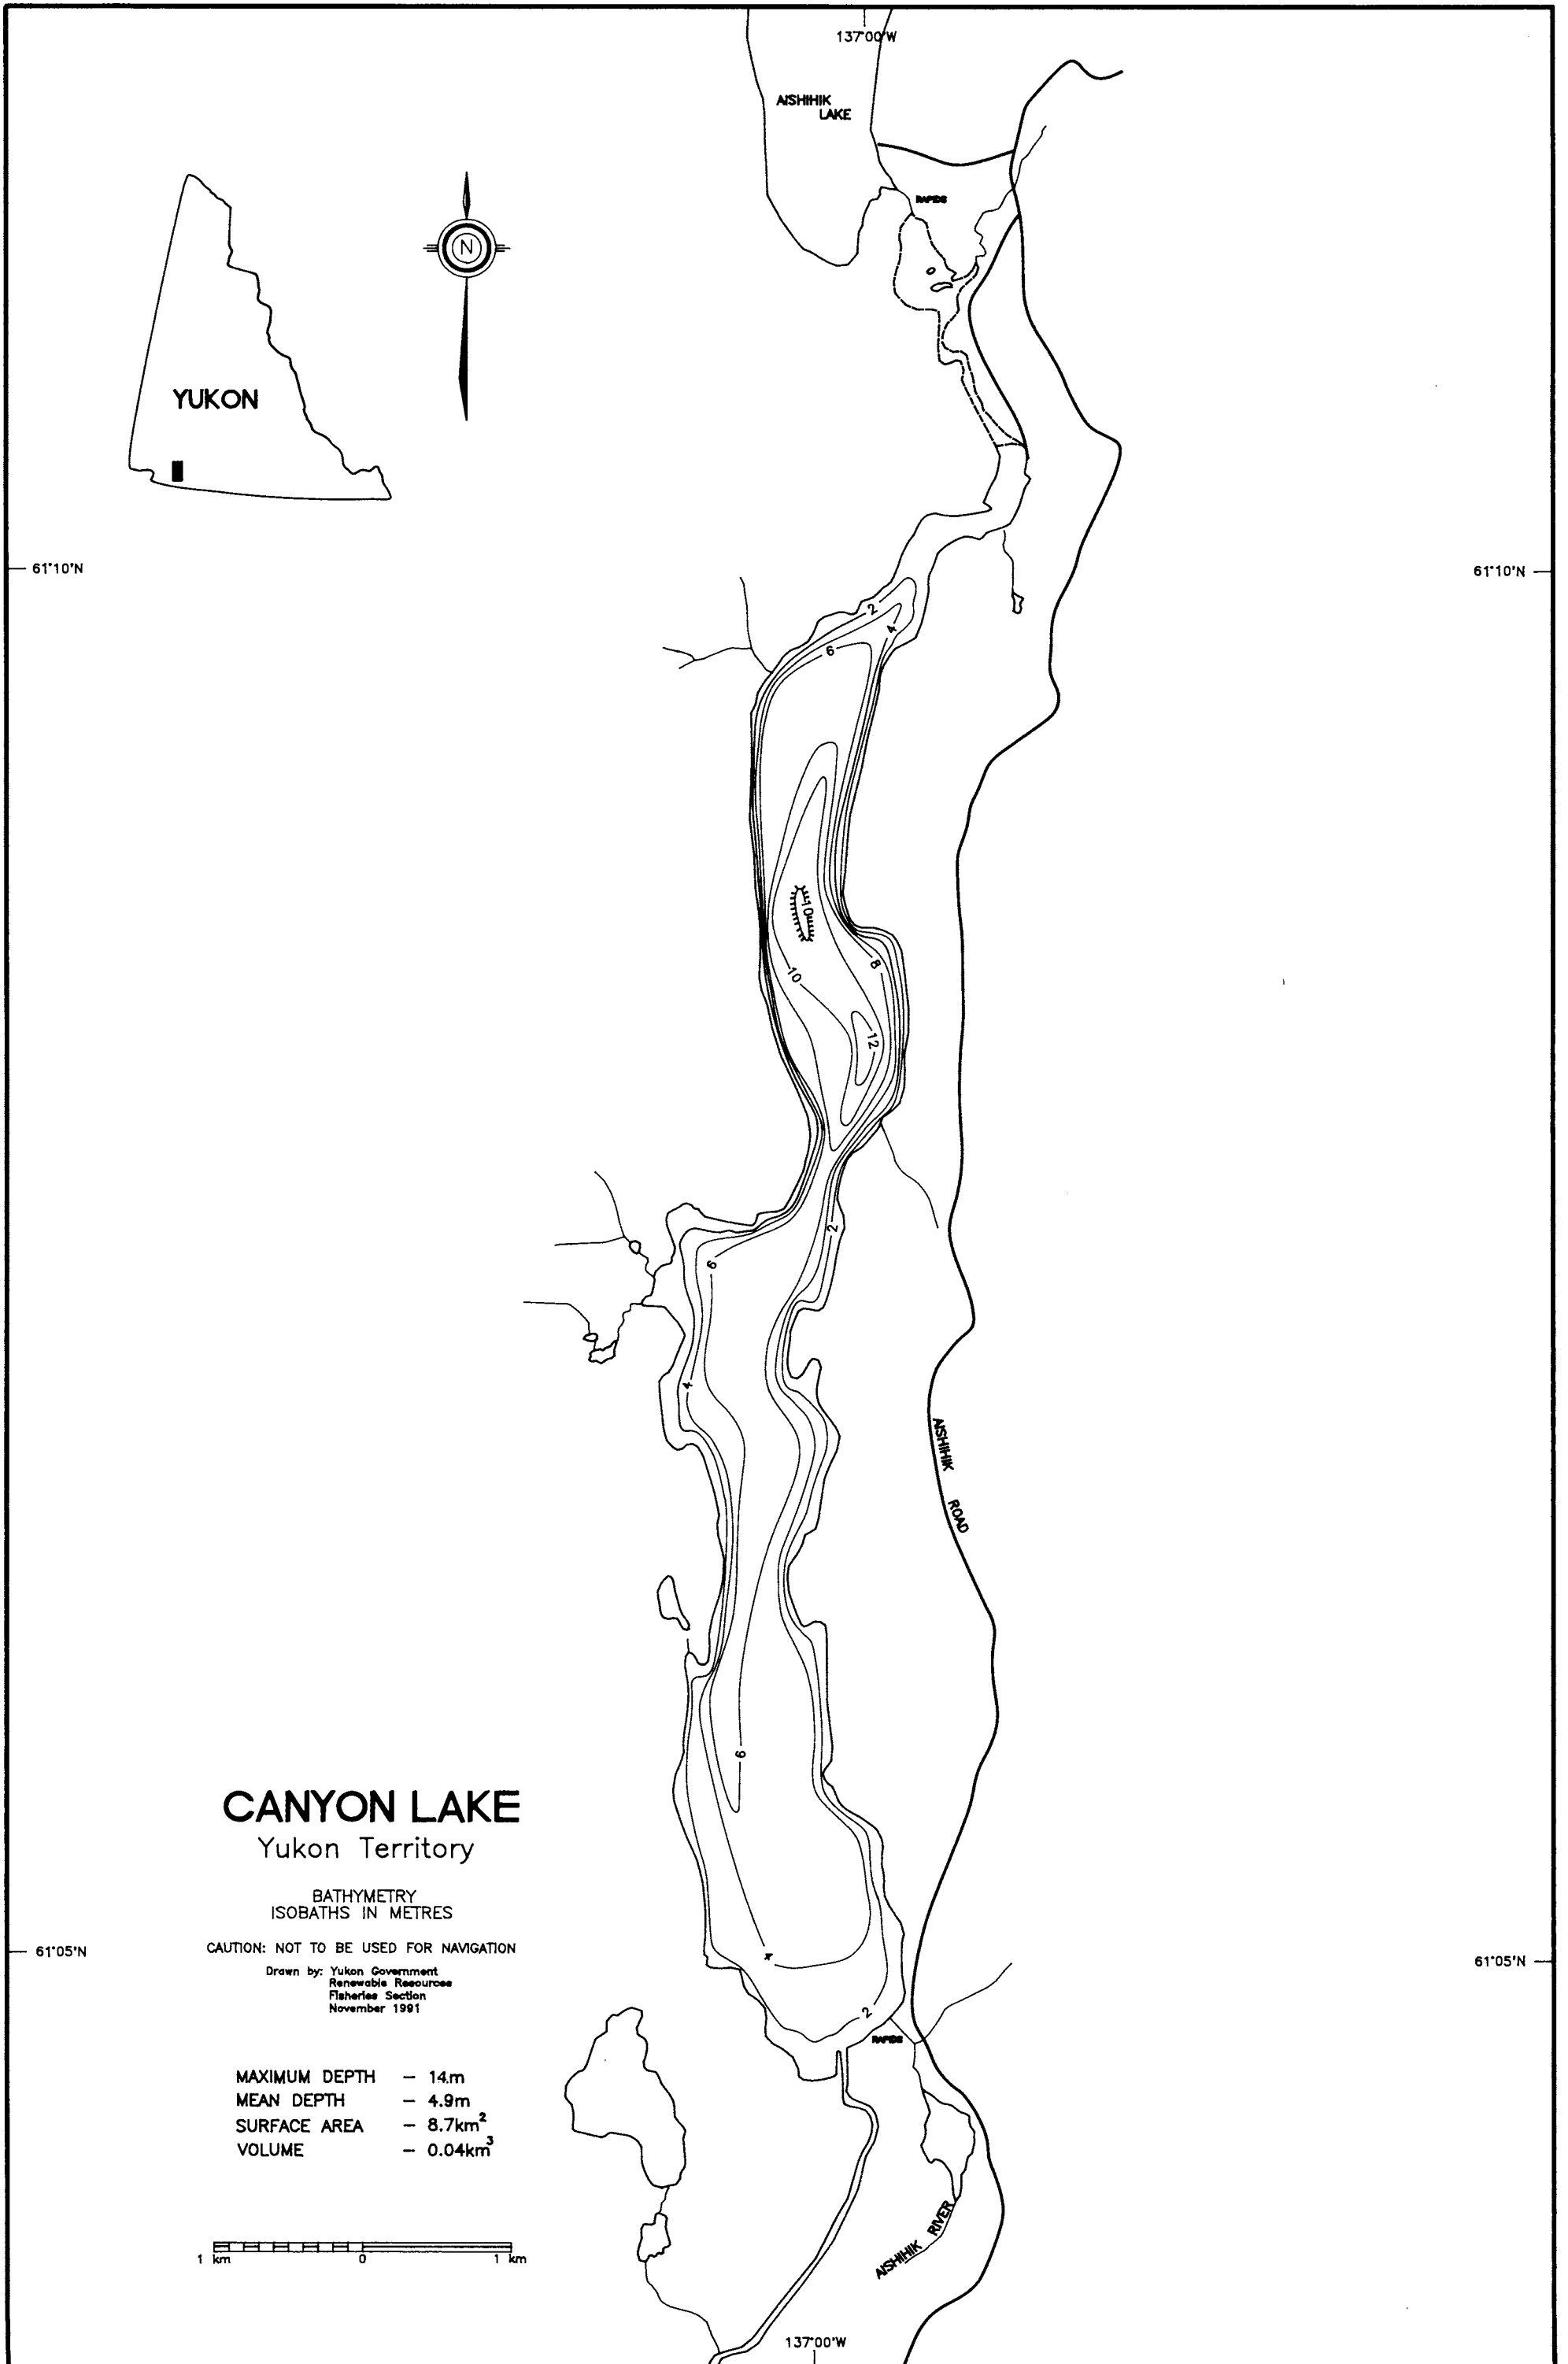 137°00'W
AISHIHIK
LAKE
RAPIDS
N
YUKON
61°10'N
61°10'N
2
4
6
10
8
10
12
2
6
4
AISHIHIK ROAD
6
CANYON LAKE
Yukon Territory
BATHYMETRY
ISOBATHS IN METRES
CAUTION: NOT TO BE USED FOR NAVIGATION
Drawn by: Yukon Government
Renewable Resources
Fisheries Section
November 1991
61°05'N
61°05'N
2
RAPIDS
MAXIMUM DEPTH – 14.m
MEAN DEPTH – 4.9m
SURFACE AREA – 8.7km²
VOLUME – 0.04km³
AISHIHIK RIVER
1 km 0 1 km
137°00'W